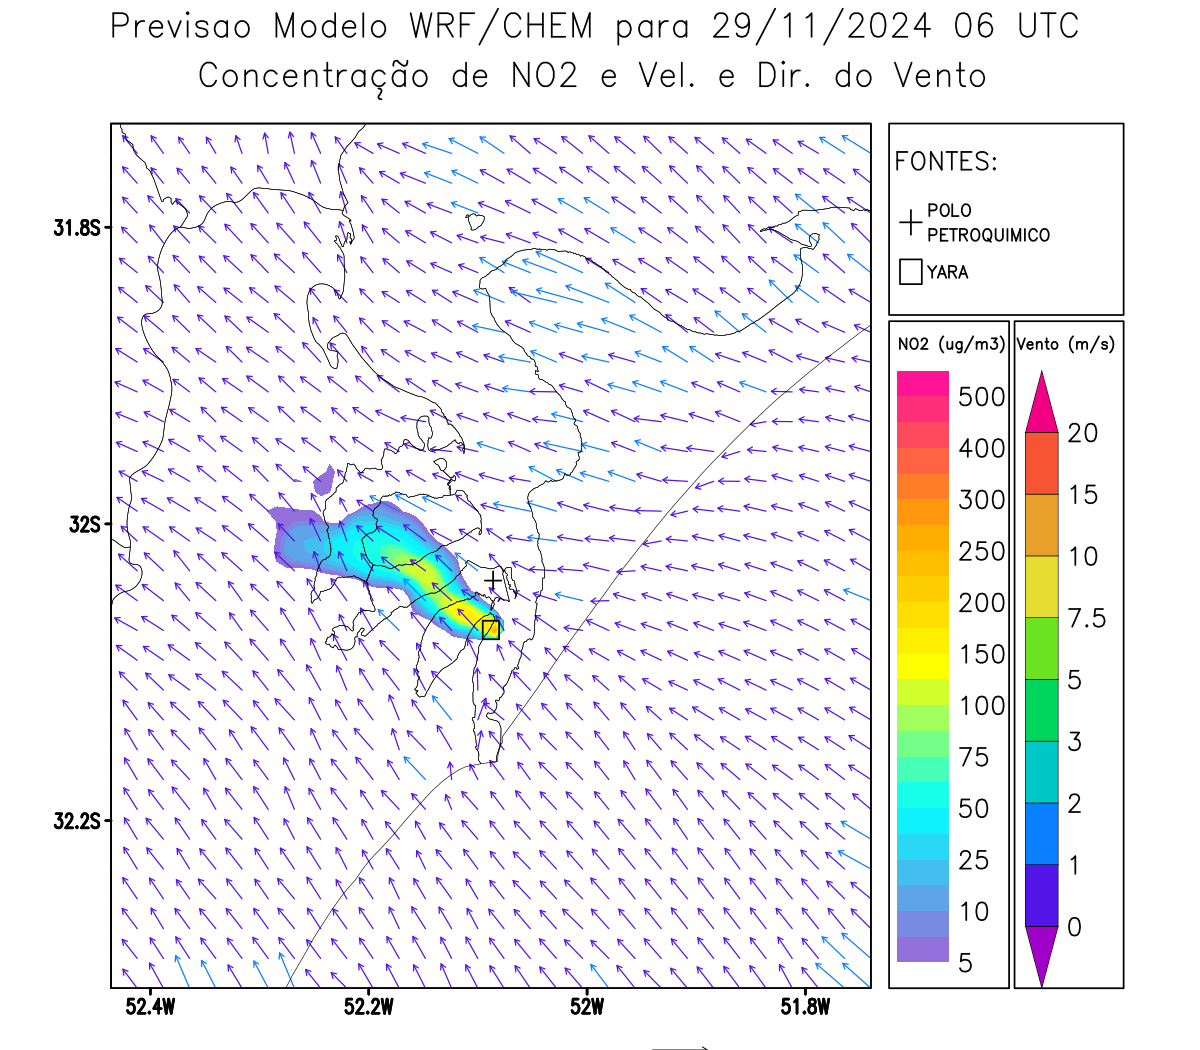 Previsao Modelo WRF/CHEM para 29/11/2024 06 UTC
Concentração de NO2 e Vel. e Dir. do Vento
FONTES:
POLO
PETROQUIMICO
YARA
31.8S
32S
32.2S
52.4W
52.2W
52W
51.8W
NO2 (ug/m3)
500
400
300
250
200
150
100
75
50
25
10
5
Vento (m/s)
20
15
10
7.5
5
3
2
1
0